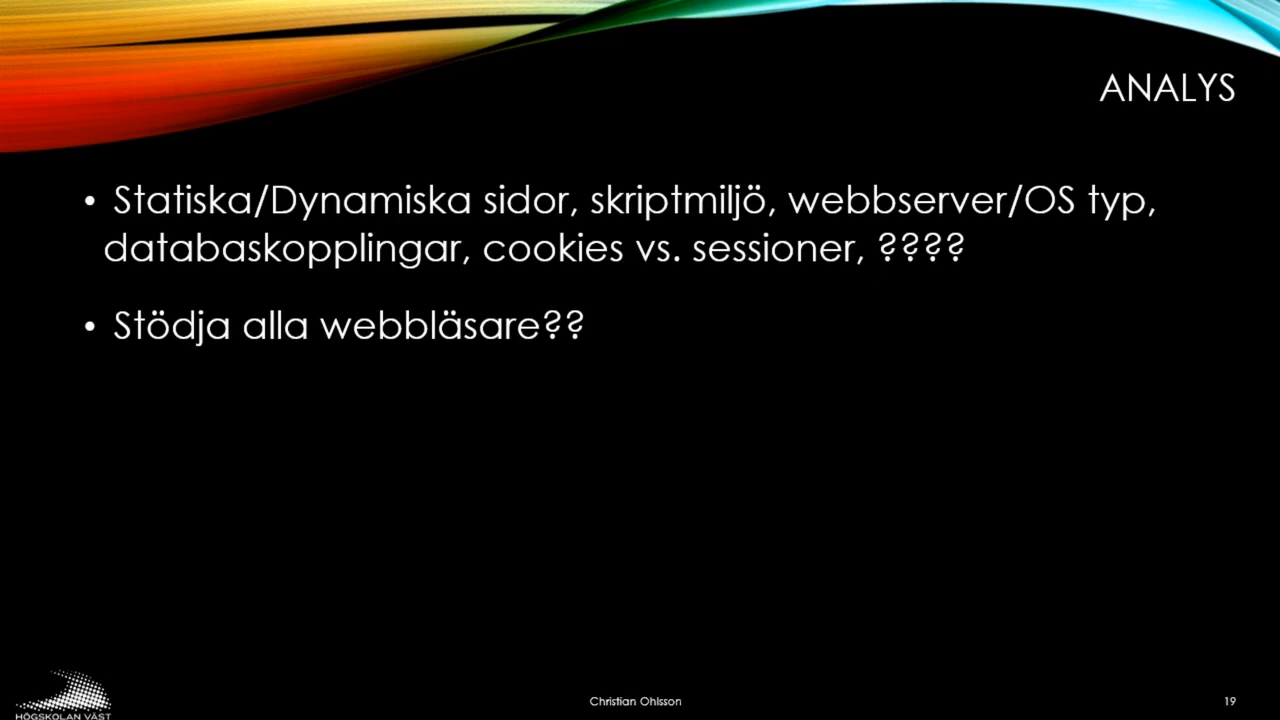 ANALYS
• Statiska/Dynamiska sidor, skriptmiljö, webbserver/OS typ,
databaskopplingar, cookies vs. sessioner, ????
• Stödja alla webbläsare??
HÖGSKOLAN VÄST
Christian Ohlsson
19